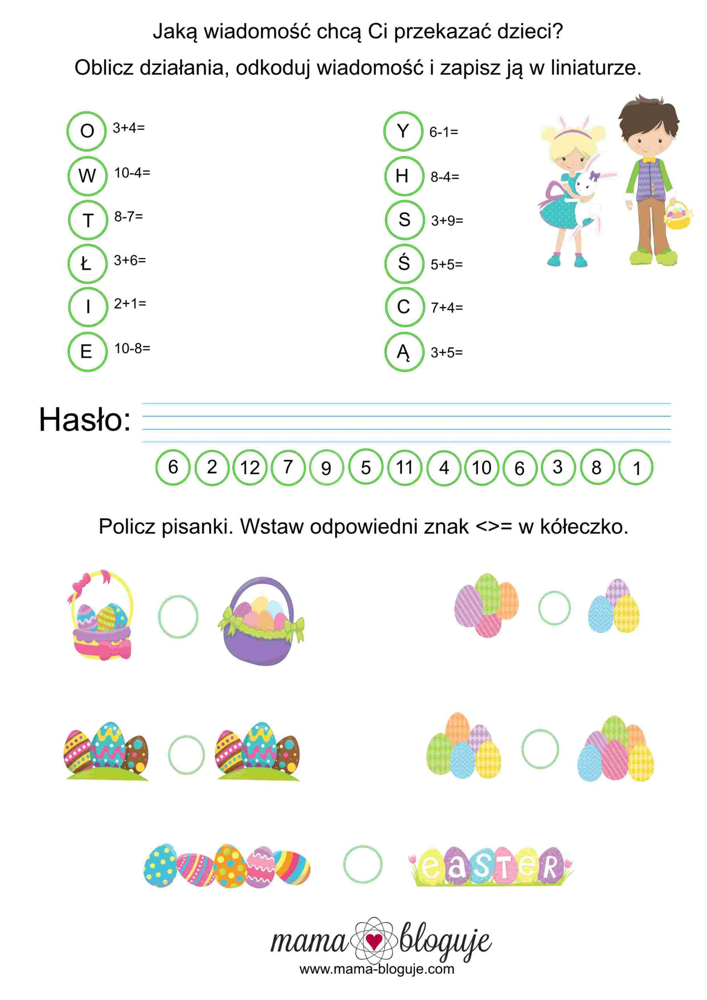 Jaką wiadomość chcą Ci przekazać dzieci?
Oblicz działania, odkoduj wiadomość i zapisz ją w liniaturze.
O 3+4=
W 10-4=
T 8-7=
Ł 3+6=
I 2+1=
E 10-8=
Y 6-1=
H 8-4=
S 3+9=
Ś 5+5=
C 7+4=
Ą 3+5=
Hasło:
6 2 12 7 9 5 11 4 10 6 3 8 1
Policz pisanki. Wstaw odpowiedni znak <>= w kółeczko.
eaSTeR
mama bloguje
www.mama-bloguje.com